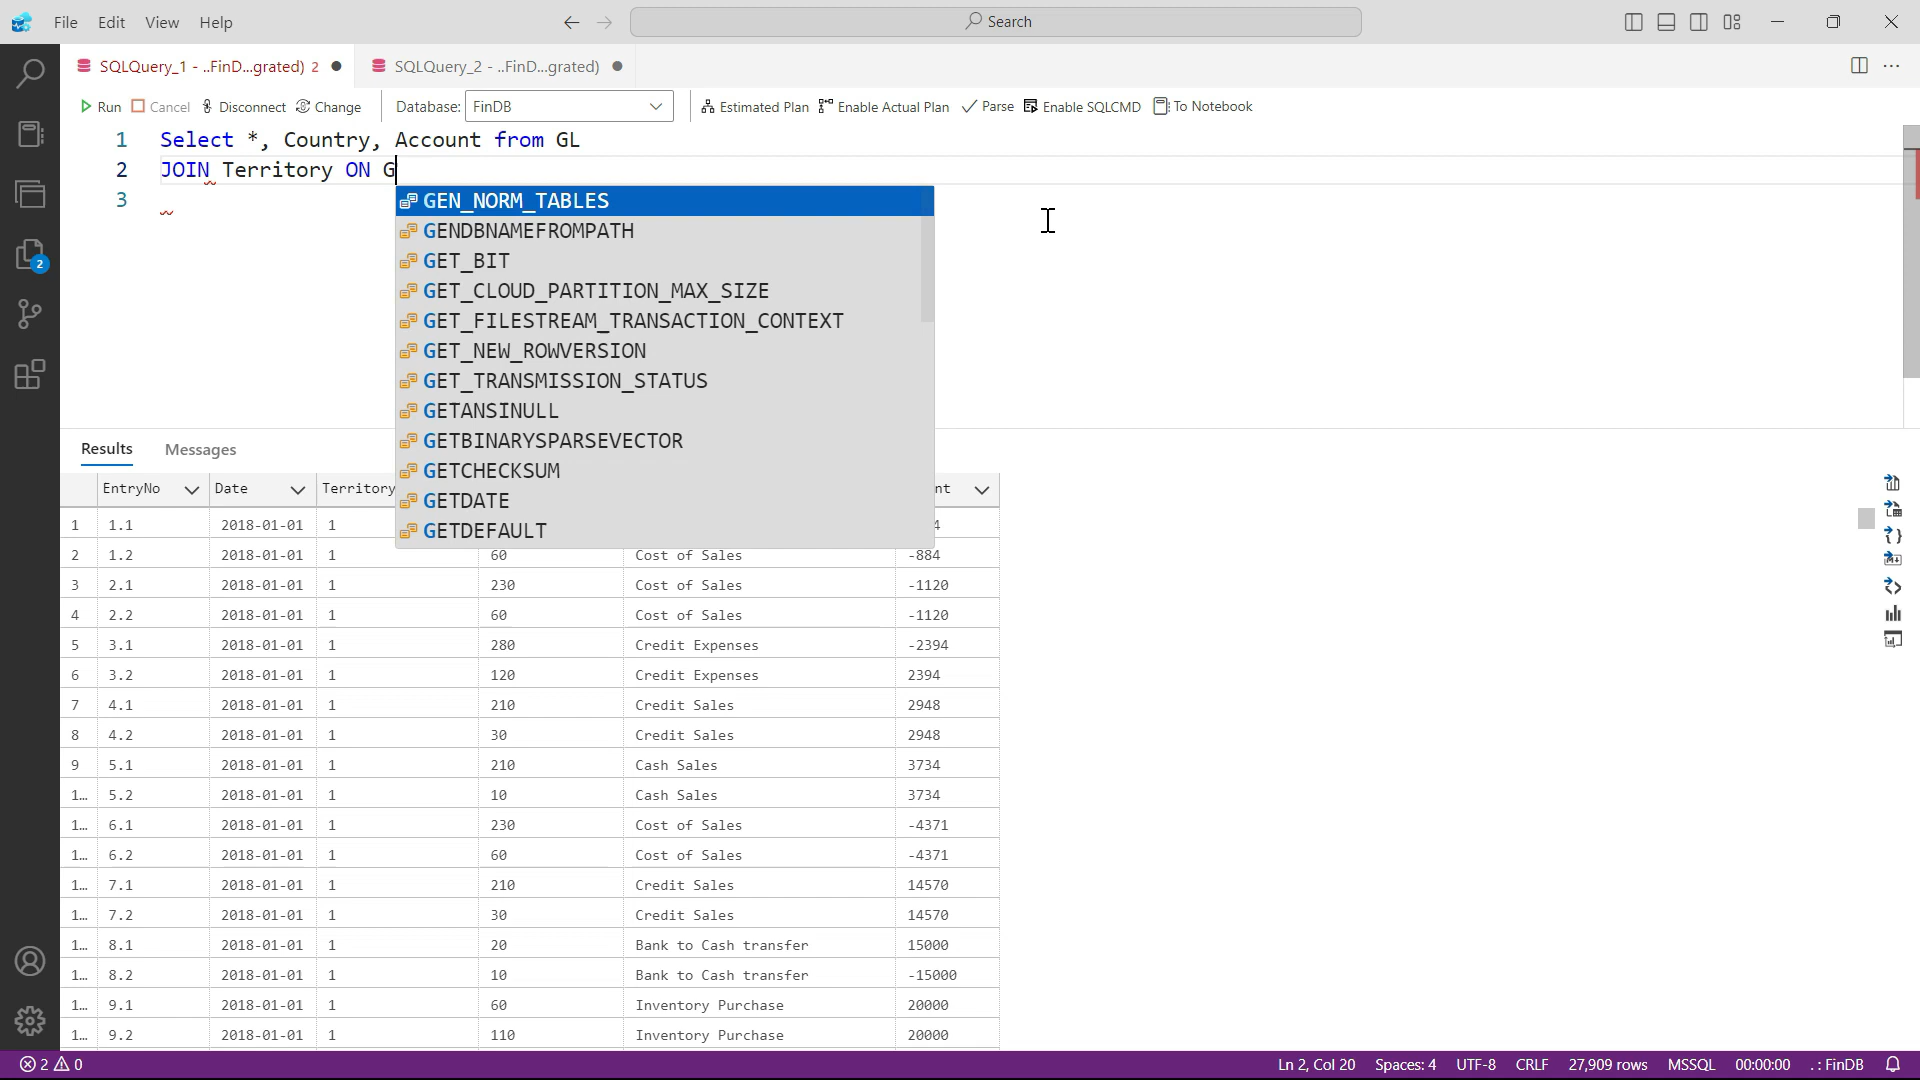 File Edit View Help Search
SQLQuery_1 - ..FinD...grated) 2 SQLQuery_2 - ..FinD...grated)
Run Cancel Disconnect Change Database: FinDB Estimated Plan Enable Actual Plan Parse Enable SQLCMD To Notebook
1 Select *, Country, Account from GL
2 JOIN Territory ON G
3
GEN_NORM_TABLES
GENDBNAMEFROMPATH
GET_BIT
GET_CLOUD_PARTITION_MAX_SIZE
GET_FILESTREAM_TRANSACTION_CONTEXT
GET_NEW_ROWVERSION
GET_TRANSMISSION_STATUS
GETANSINULL
GETBINARYSPARSEVECTOR
GETCHECKSUM
GETDATE
GETDEFAULT
2
Results Messages
EntryNo Date Territory nt
1 1.1 2018-01-01 1 4
2 1.2 2018-01-01 1 60 Cost of Sales -884
3 2.1 2018-01-01 1 230 Cost of Sales -1120
4 2.2 2018-01-01 1 60 Cost of Sales -1120
5 3.1 2018-01-01 1 280 Credit Expenses -2394
6 3.2 2018-01-01 1 120 Credit Expenses 2394
7 4.1 2018-01-01 1 210 Credit Sales 2948
8 4.2 2018-01-01 1 30 Credit Sales 2948
9 5.1 2018-01-01 1 210 Cash Sales 3734
1… 5.2 2018-01-01 1 10 Cash Sales 3734
1… 6.1 2018-01-01 1 230 Cost of Sales -4371
1… 6.2 2018-01-01 1 60 Cost of Sales -4371
1… 7.1 2018-01-01 1 210 Credit Sales 14570
1… 7.2 2018-01-01 1 30 Credit Sales 14570
1… 8.1 2018-01-01 1 20 Bank to Cash transfer 15000
1… 8.2 2018-01-01 1 10 Bank to Cash transfer -15000
1… 9.1 2018-01-01 1 60 Inventory Purchase 20000
1… 9.2 2018-01-01 1 110 Inventory Purchase 20000
2 0 Ln 2, Col 20 Spaces: 4 UTF-8 CRLF 27,909 rows MSSQL 00:00:00 . : FinDB